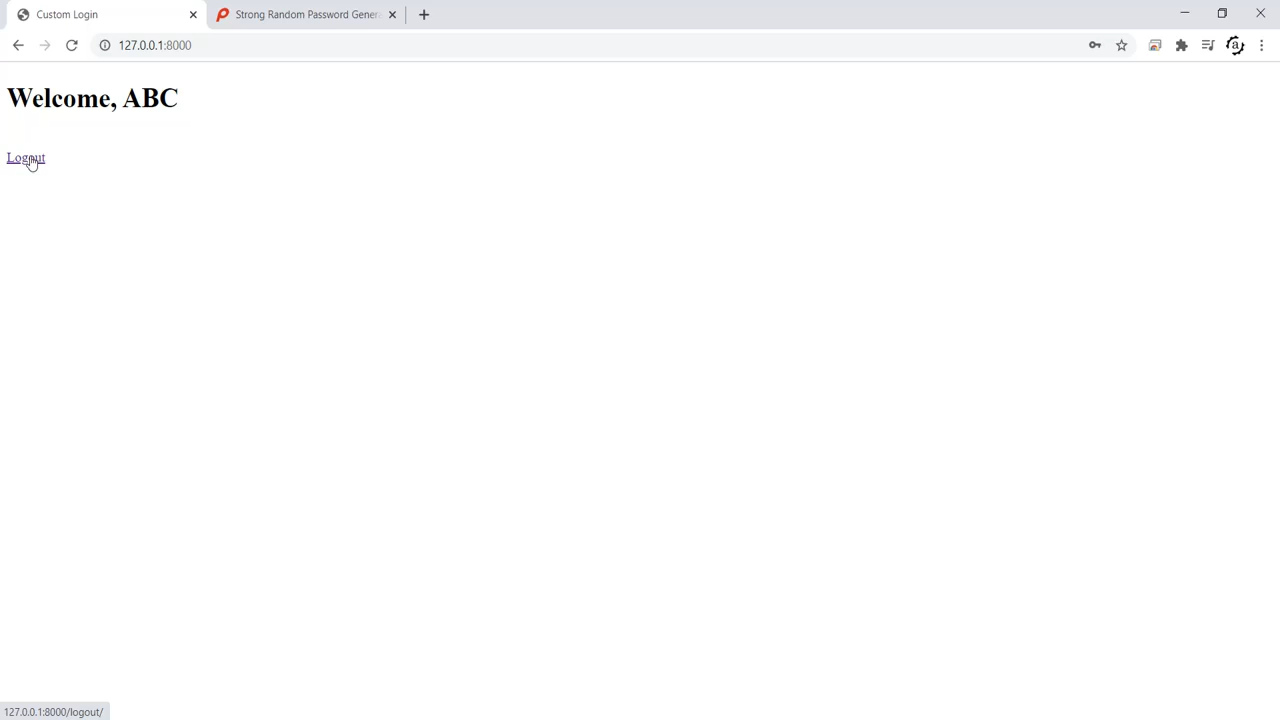 Custom Login
Strong Random Password Gener
127.0.0.1:8000
Welcome, ABC
Logout
127.0.0.1:8000/logout/